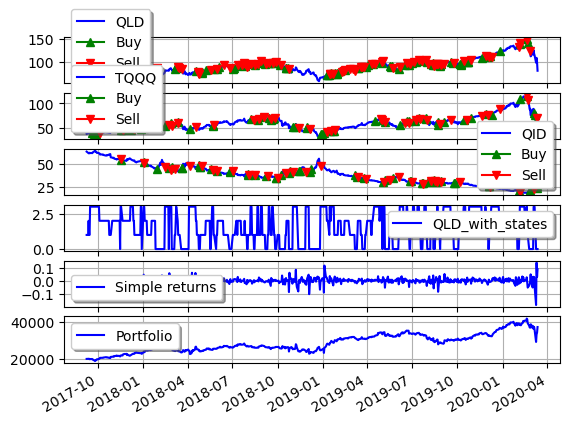 QLD
Buy
Sell
150
100
TQQQ
Buy
Sell
100
50
QID
Buy
Sell
50
25
QLD_with_states
2.5
0.0
Simple returns
0.1
0.0
−0.1
Portfolio
40000
20000
2017-10 2018-01 2018-04 2018-07 2018-10 2019-01 2019-04 2019-07 2019-10 2020-01 2020-04